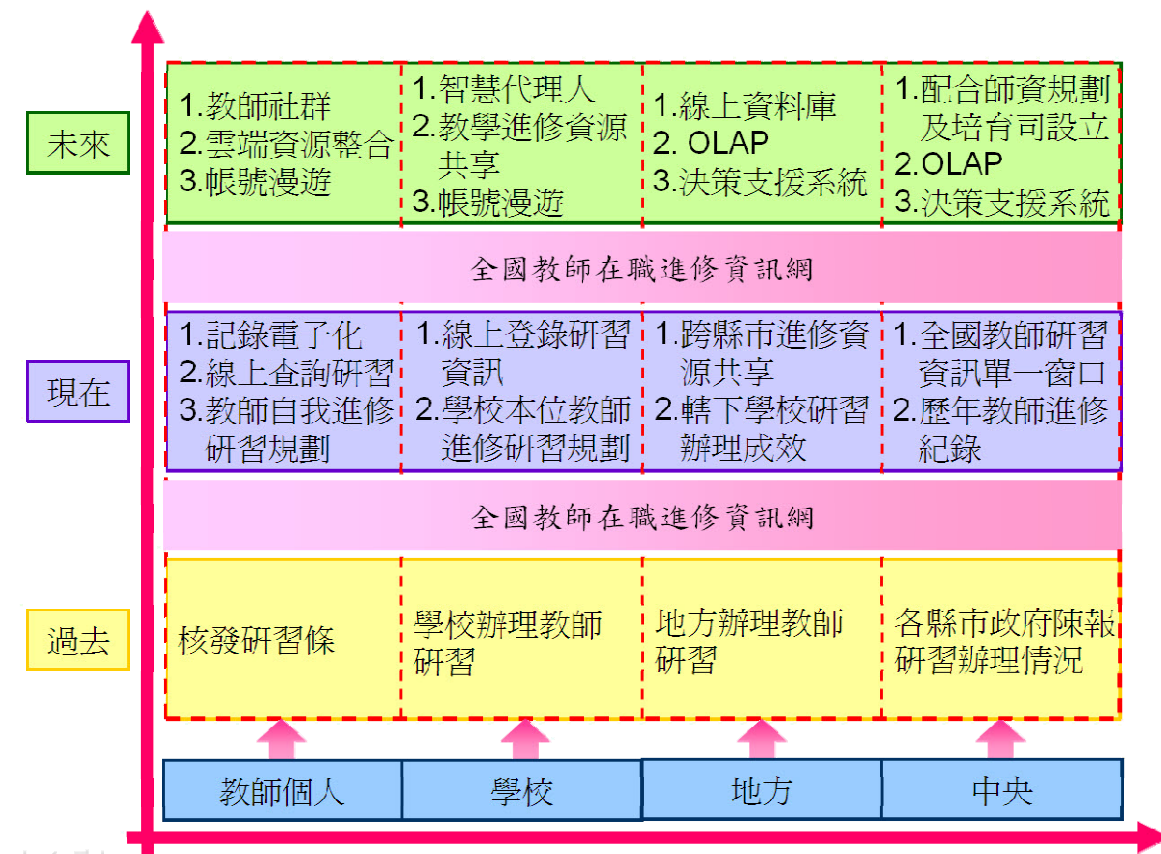 未來
1.教師社群
2.雲端資源整合
3.帳號漫遊
1.智慧代理人
2.教學進修資源
共享
3.帳號漫遊
1.線上資料庫
2. OLAP
3.決策支援系統
1.配合師資規劃
及培育司設立
2.OLAP
3.決策支援系統
全國教師在職進修資訊網
現在
1.記錄電子化
2.線上查詢研習
3.教師自我進修
研習規劃
1.線上登錄研習
資訊
2.學校本位教師
進修研習規劃
1.跨縣市進修資
源共享
2.轄下學校研習
辦理成效
1.全國教師研習
資訊單一窗口
2.歷年教師進修
紀錄
全國教師在職進修資訊網
過去
核發研習條
學校辦理教師
研習
地方辦理教師
研習
各縣市政府陳報
研習辦理情況
教師個人
學校
地方
中央